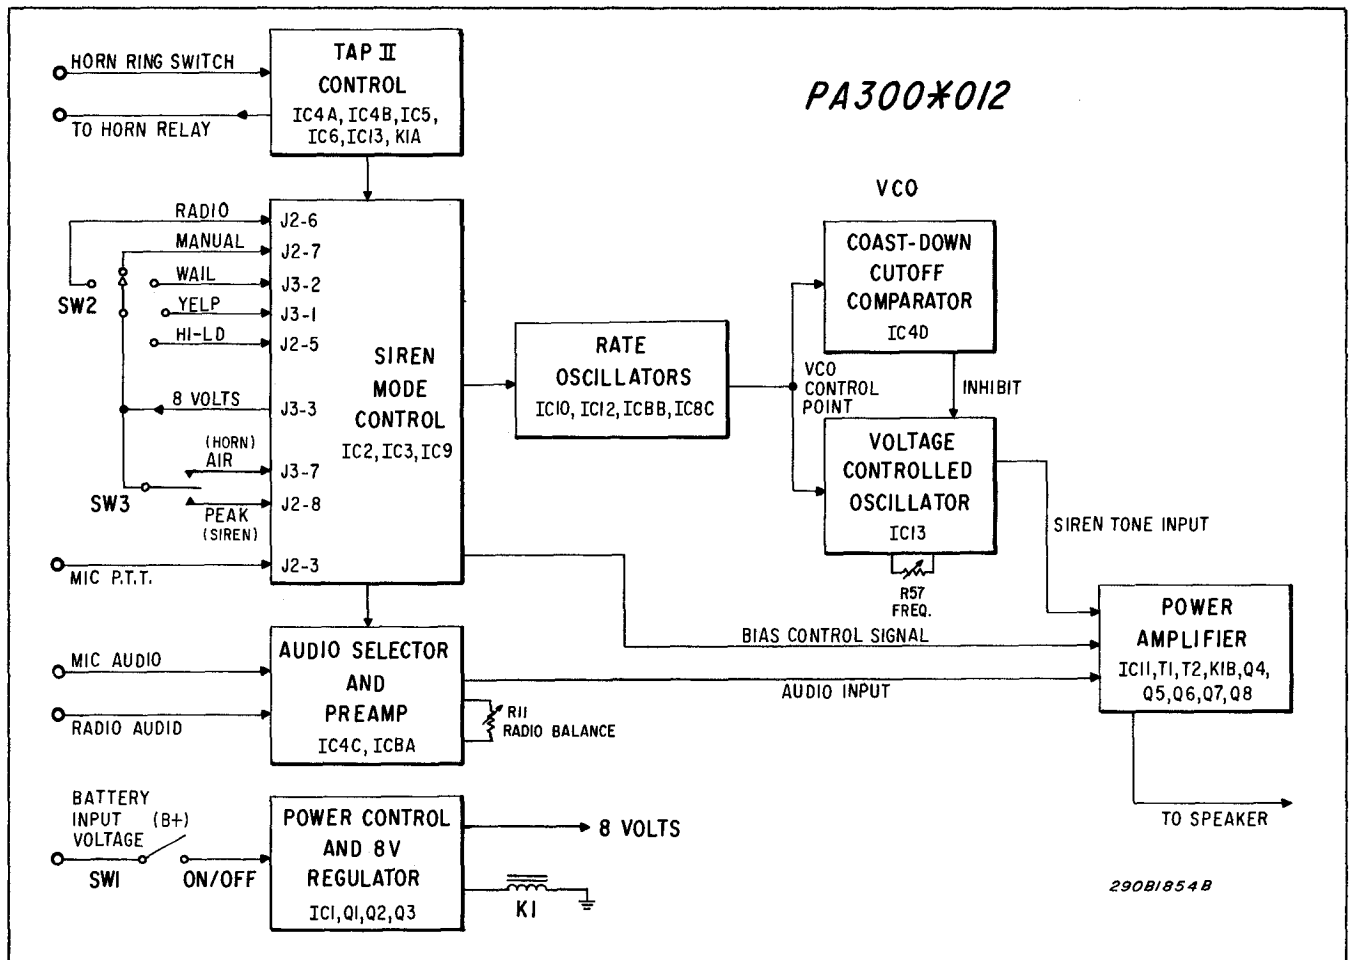 HORN RING SWITCH
TO HORN RELAY
TAP II
CONTROL
IC4A, IC4B, IC5,
IC6, IC13, K1A
PA300*012
RADIO
MANUAL
WAIL
YELP
HI-LD
SW2
8 VOLTS
(HORN)
AIR
SW3
PEAK
(SIREN)
MIC P.T.T.
J2-6
J2-7
J3-2
J3-1
J2-5
J3-3
J3-7
J2-8
J2-3
SIREN
MODE
CONTROL
IC2, IC3, IC9
RATE
OSCILLATORS
IC10, IC12, ICBB, IC8C
VCO
CONTROL
POINT
VCO
COAST-DOWN
CUTOFF
COMPARATOR
IC4D
INHIBIT
VOLTAGE
CONTROLLED
OSCILLATOR
IC13
R57
FREQ.
SIREN TONE INPUT
BIAS CONTROL SIGNAL
AUDIO INPUT
POWER
AMPLIFIER
IC11, T1, T2, K1B, Q4,
Q5, Q6, Q7, Q8
TO SPEAKER
MIC AUDIO
RADIO AUDID
AUDIO SELECTOR
AND
PREAMP
IC4C, ICBA
R11
RADIO BALANCE
BATTERY
INPUT (B+)
VOLTAGE
SW1
ON/OFF
POWER CONTROL
AND 8V
REGULATOR
IC1, Q1, Q2, Q3
8 VOLTS
K1
290B1854B